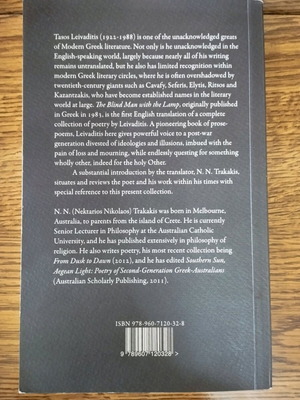 Tasos Leivaditis (1922-1988) is one of the unacknowledged greats
of Modern Greek literature. Not only is he unacknowledged in the
English-speaking world, largely because nearly all of his writing
remains untranslated, but he also has limited recognition within
modern Greek literary circles, where he is often overshadowed by
twentieth-century giants such as Cavafy, Seferis, Elytis, Ritsos and
Kazantzakis, who have become established names in the literary
world at large. The Blind Man with the Lamp, originally published
in Greek in 1983, is the first English translation of a complete
collection of poetry by Leivaditis. A pioneering book of prose-
poems, Leivaditis here gives powerful voice to a post-war
generation divested of ideologies and illusions, imbued with the
pain of loss and mourning, while endlessly questing for something
wholly other, indeed for the holy Other.
A substantial introduction by the translator, N. N. Trakakis,
situates and reviews the poet and his work within his times with
special reference to this present collection.
N. N. (Nektarios Nikolaos) Trakakis was born in Melbourne,
Australia, to parents from the island of Crete. He is currently
Senior Lecturer in Philosophy at the Australian Catholic
University, and he has published extensively in philosophy of
religion. He also writes poetry, his most recent collection being
From Dusk to Dawn (2012), and he has edited Southern Sun,
Aegean Light: Poetry of Second-Generation Greek-Australians
(Australian Scholarly Publishing, 2011).
ISBN 978-960-7120-32-8
9 789607 120328 >